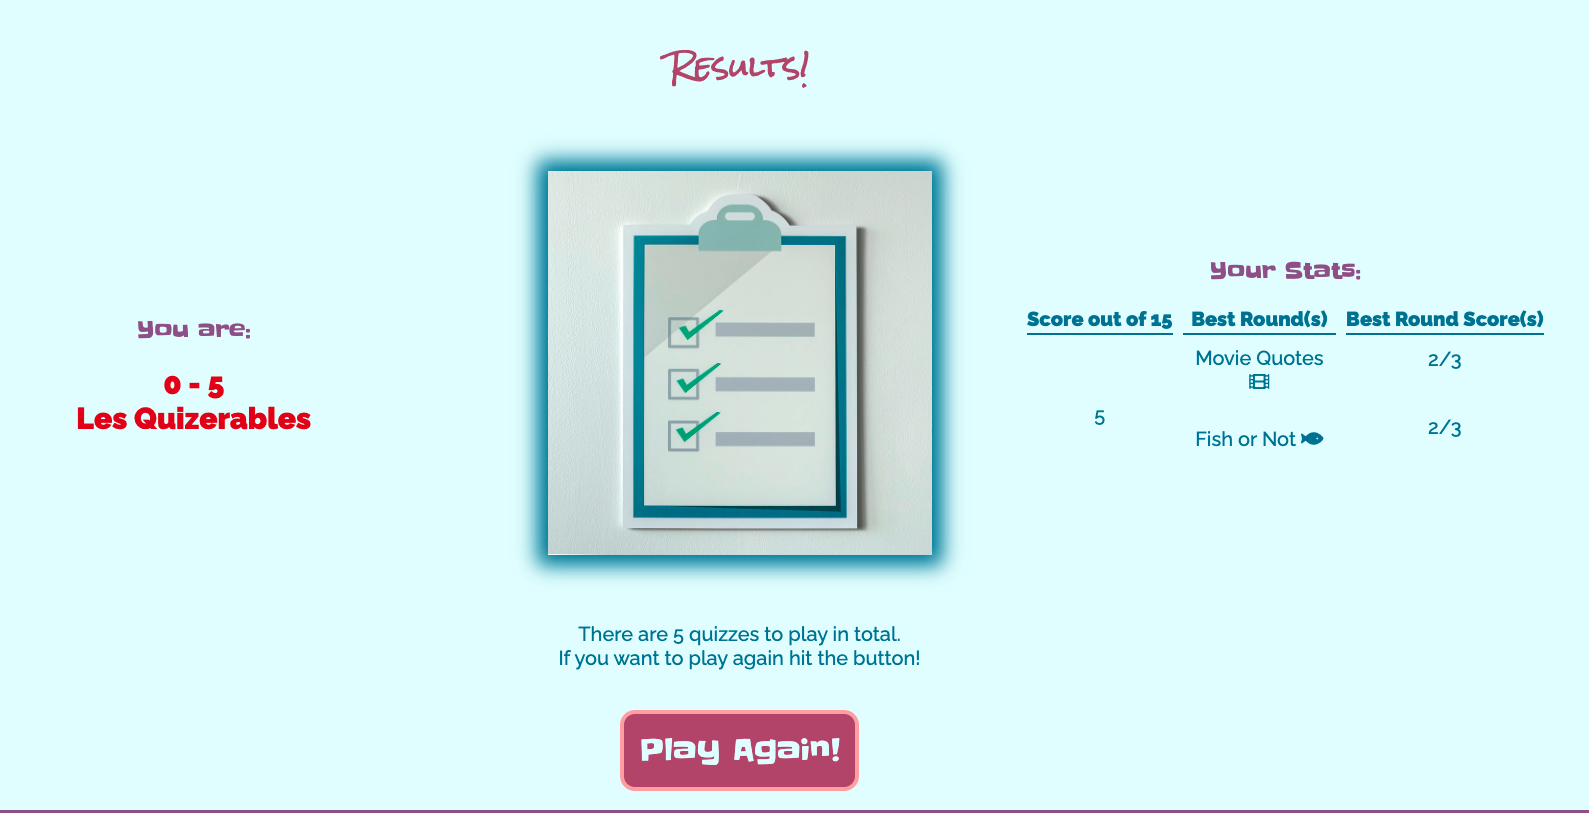 Results!
You are:
0 - 5
Les Quizerables
Your Stats:
Score out of 15 Best Round(s) Best Round Score(s)
Movie Quotes 2/3
5
Fish or Not 2/3
There are 5 quizzes to play in total.
If you want to play again hit the button!
Play Again!